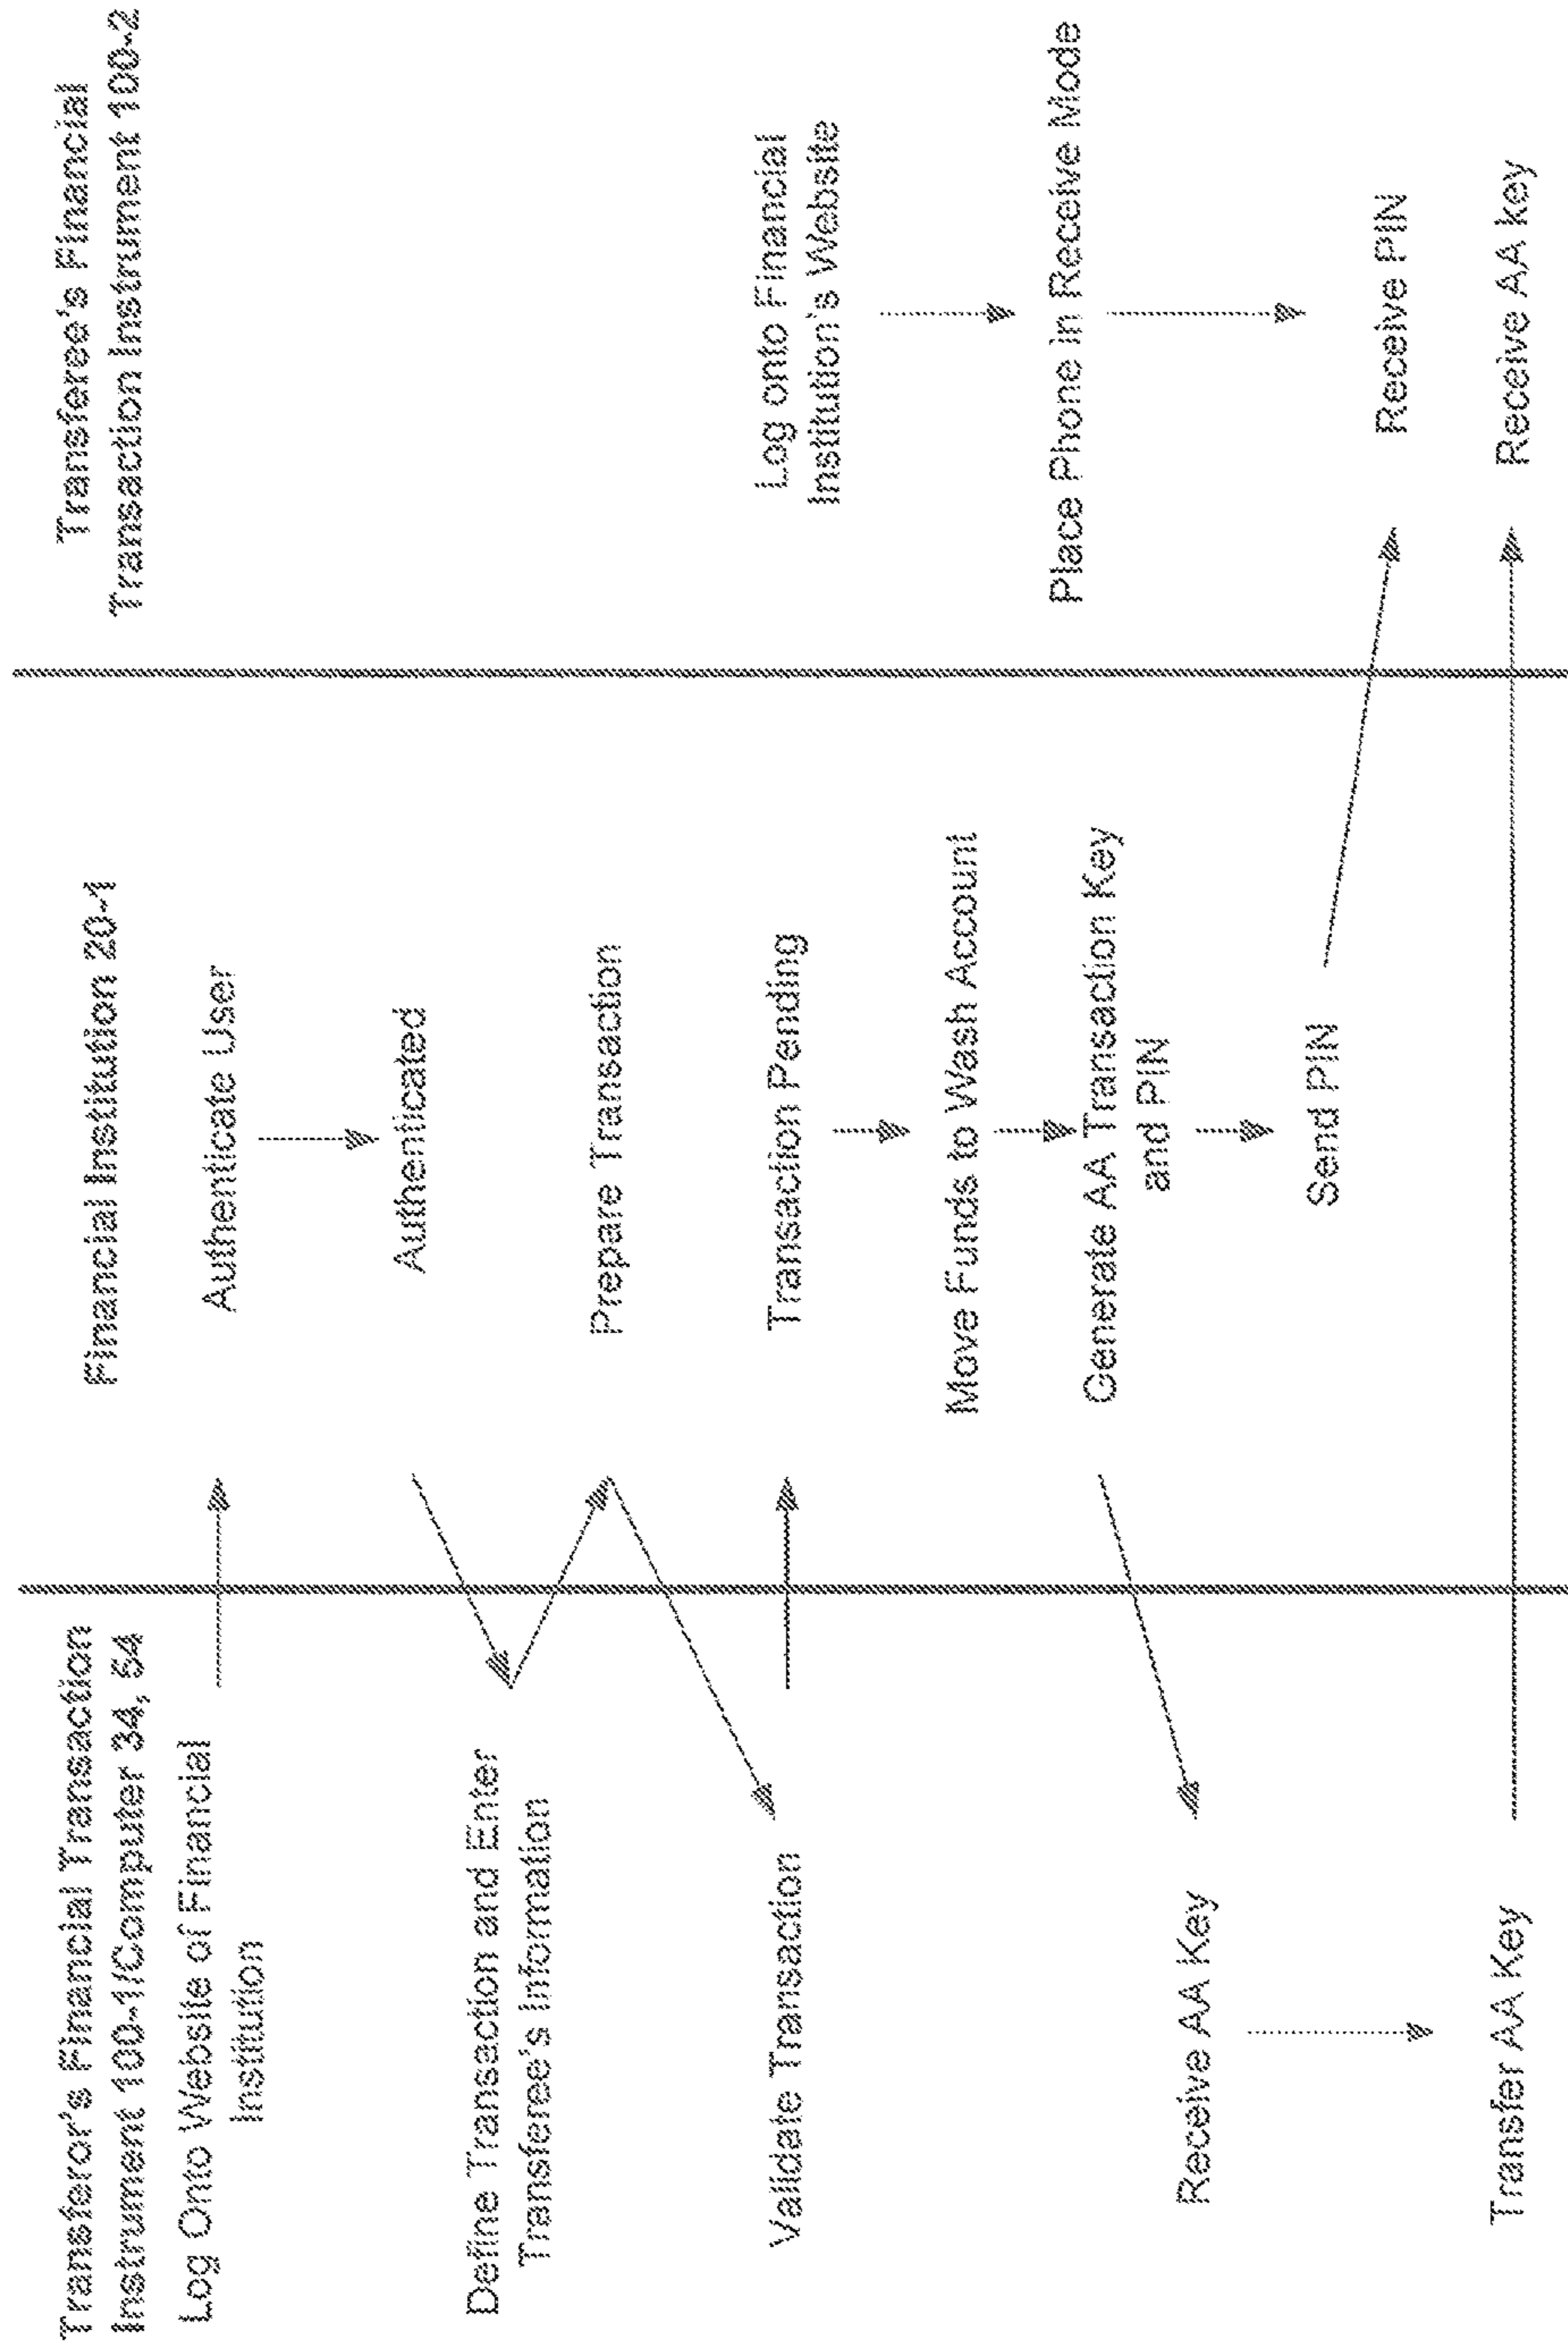 Transferor's Financial Transaction
Instrument 100-1/Computer 34, 54
Log Onto Website of Financial
Institution
Define Transaction and Enter
Transferee's Information
Validate Transaction
Receive AA Key
Transfer AA Key
Financial Institution 20-1
Authenticate User
Authenticated
Prepare Transaction
Transaction Pending
Move Funds to Wash Account
Generate AA Transaction Key
and PIN
Send PIN
Transferee's Financial
Transaction Instrument 100-2
Log onto Financial
Institution's Website
Place Phone in Receive Mode
Receive PIN
Receive AA key